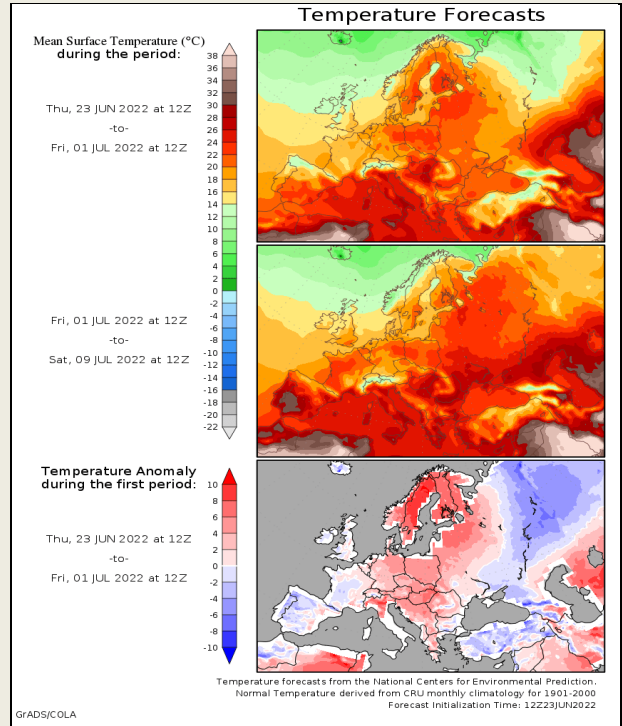 Temperature Forecasts
Mean Surface Temperature (°C)
during the period:
Thu, 23 JUN 2022 at 12Z
-to-
Fri, 01 JUL 2022 at 12Z
38
36
34
32
30
28
26
24
22
20
18
16
14
12
10
8
6
4
2
0
-2
-4
-6
-8
-10
-12
-14
-16
-18
-20
-22
Fri, 01 JUL 2022 at 12Z
-to-
Sat, 09 JUL 2022 at 12Z
Temperature Anomaly
during the first period:
Thu, 23 JUN 2022 at 12Z
-to-
Fri, 01 JUL 2022 at 12Z
10
8
6
4
2
0
-2
-4
-6
-8
-10
Temperature forecasts from the National Centers for Environmental Prediction.
Normal Temperature derived from CRU monthly climatology for 1901-2000
Forecast Initialization Time: 12Z23JUN2022
GrADS/COLA